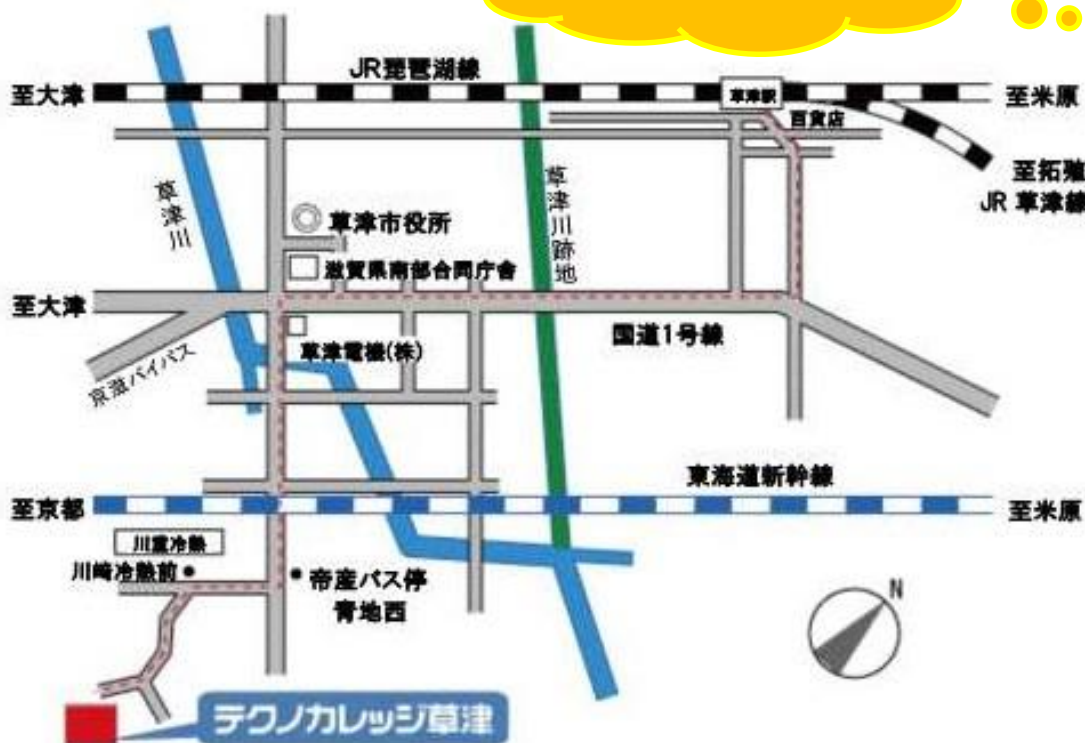 JR琵琶湖線
至大津
草津駅
至米原
百貨店
至拓殖
JR 草津線
草津川
草津市役所
草津川跡地
滋賀県南部合同庁舎
至大津
国道1号線
草津電機(株)
京滋バイパス
東海道新幹線
至京都
至米原
川重冷熱
川崎冷熱前
帝産バス停
青地西
N
テクノカレッジ草津